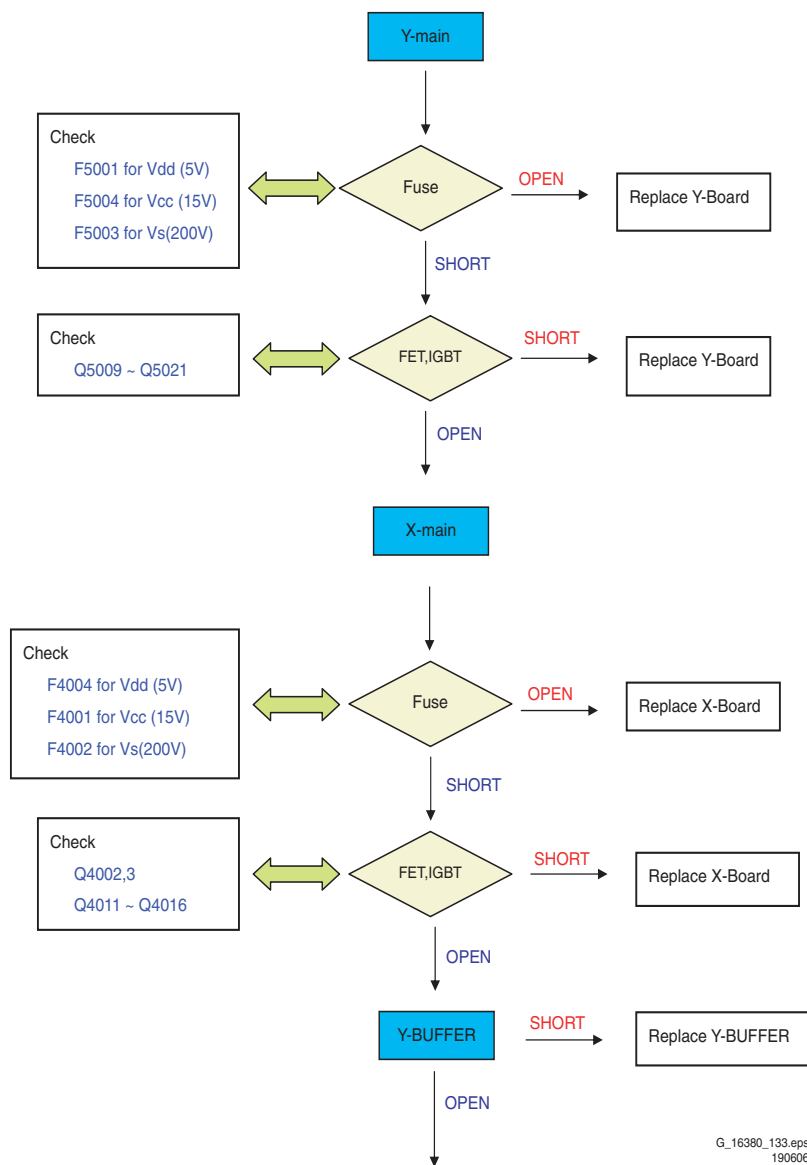 Y-main
Check
F5001 for Vdd (5V)
F5004 for Vcc (15V)
F5003 for Vs(200V)
Fuse
OPEN
Replace Y-Board
SHORT
Check
Q5009 ~ Q5021
FET,IGBT
SHORT
Replace Y-Board
OPEN
X-main
Check
F4004 for Vdd (5V)
F4001 for Vcc (15V)
F4002 for Vs(200V)
Fuse
OPEN
Replace X-Board
SHORT
Check
Q4002,3
Q4011 ~ Q4016
FET,IGBT
SHORT
Replace X-Board
OPEN
Y-BUFFER
SHORT
Replace Y-BUFFER
OPEN
G_16380_133.eps
190606